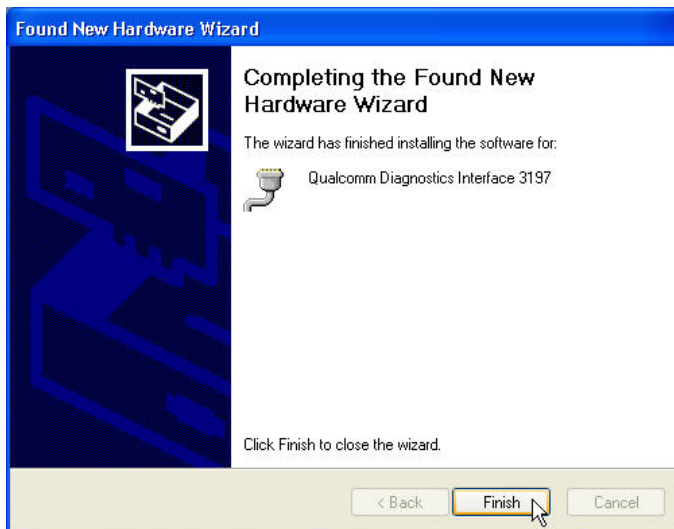 Found New Hardware Wizard
Completing the Found New
Hardware Wizard
The wizard has finished installing the software for:
Qualcomm Diagnostics Interface 3197
Click Finish to close the wizard.
< Back Finish Cancel